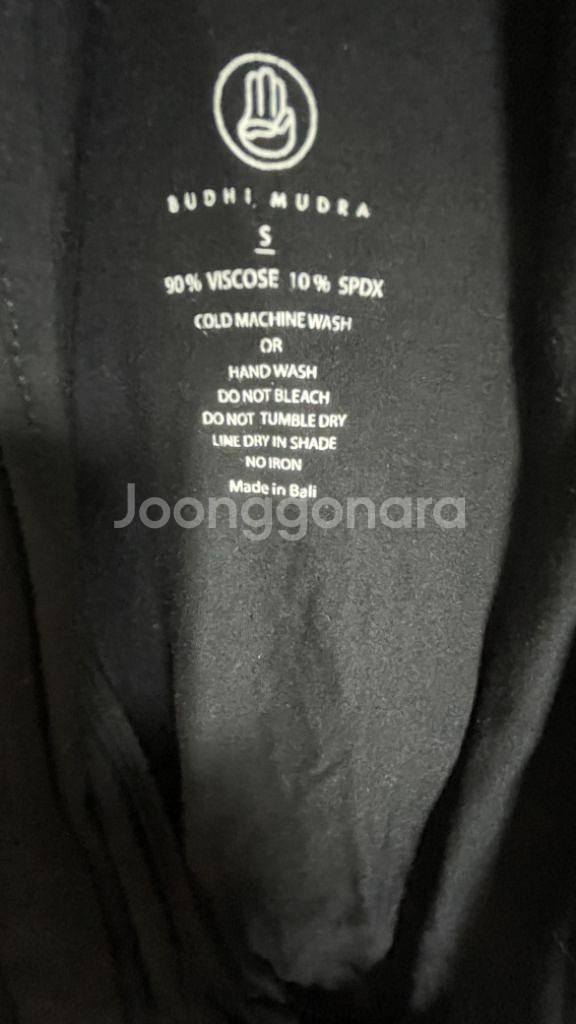 BUDHI MUDRA
S
90% VISCOSE 10% SPDX
COLD MACHINE WASH
OR
HAND WASH
DO NOT BLEACH
DO NOT TUMBLE DRY
LINE DRY IN SHADE
NO IRON
Made in Bali
Joonggonara